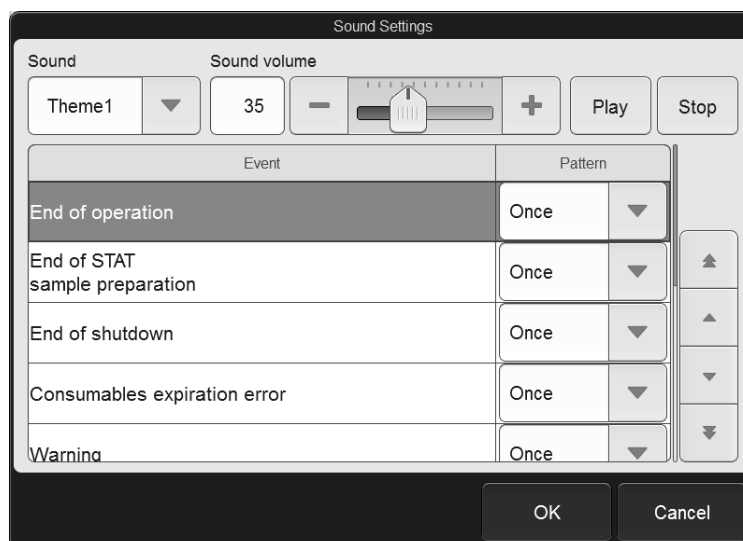 Sound Settings
Sound Sound volume
Theme1 35 Play Stop
Event Pattern
End of operation Once
End of STAT
sample preparation Once
End of shutdown Once
Consumables expiration error Once
Warning Once
OK Cancel